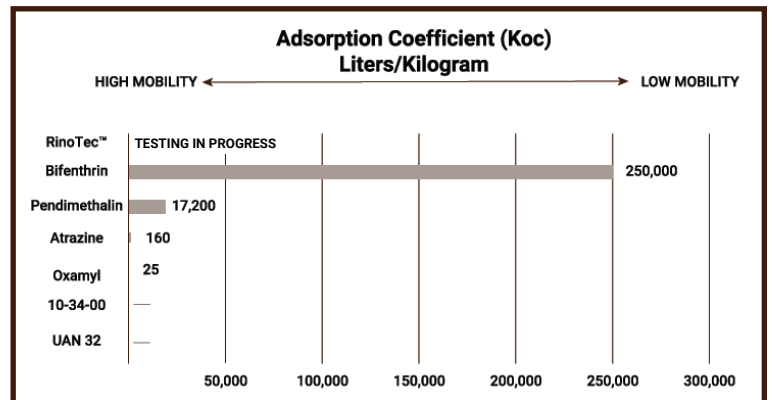 Adsorption Coefficient (Koc)
Liters/Kilogram
HIGH MOBILITY LOW MOBILITY
RinoTec™ TESTING IN PROGRESS
Bifenthrin 250,000
Pendimethalin 17,200
Atrazine 160
Oxamyl 25
10-34-00 —
UAN 32 —
50,000 100,000 150,000 200,000 250,000 300,000